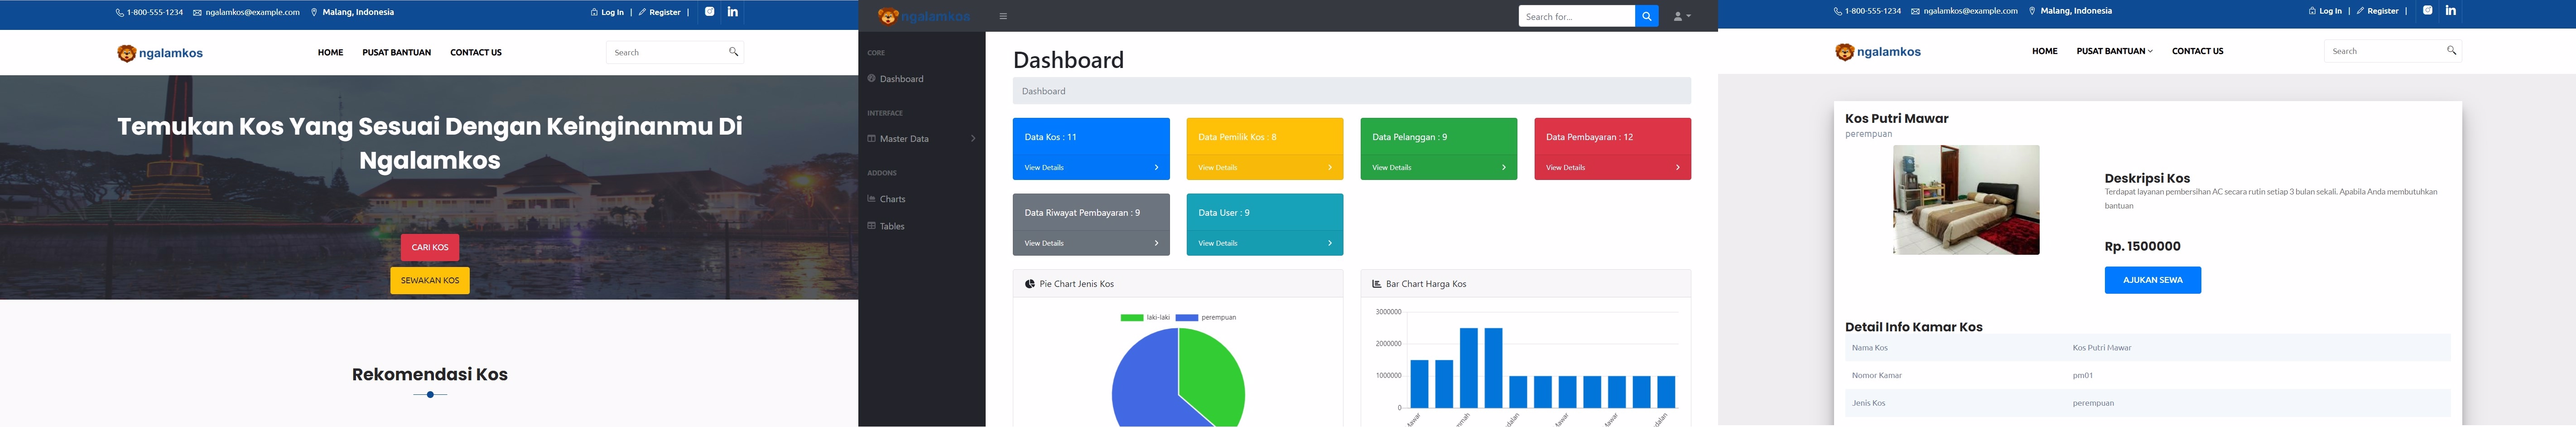 1-800-555-1234 ngalamkos@example.com Malang, Indonesia Log In | Register |
ngalamkos HOME PUSAT BANTUAN CONTACT US Search
Temukan Kos Yang Sesuai Dengan Keinginanmu Di
Ngalamkos
CARI KOS
SEWAKAN KOS
Rekomendasi Kos
ngalamkos Search for...
CORE
Dashboard
INTERFACE
Master Data
ADDONS
Charts
Tables
Dashboard
Dashboard
Data Kos : 11 Data Pemilik Kos : 8 Data Pelanggan : 9 Data Pembayaran : 12
View Details View Details View Details View Details
Data Riwayat Pembayaran : 9 Data User : 9
View Details View Details
Pie Chart Jenis Kos
laki-laki perempuan
Bar Chart Harga Kos
3000000
2000000
1000000
0
1-800-555-1234 ngalamkos@example.com Malang, Indonesia Log In | Register |
ngalamkos HOME PUSAT BANTUAN CONTACT US Search
Kos Putri Mawar
perempuan
Deskripsi Kos
Terdapat layanan pembersihan AC secara rutin setiap 3 bulan sekali. Apabila Anda membutuhkan
bantuan
Rp. 1500000
AJUKAN SEWA
Detail Info Kamar Kos
Nama Kos Kos Putri Mawar
Nomor Kamar pm01
Jenis Kos perempuan